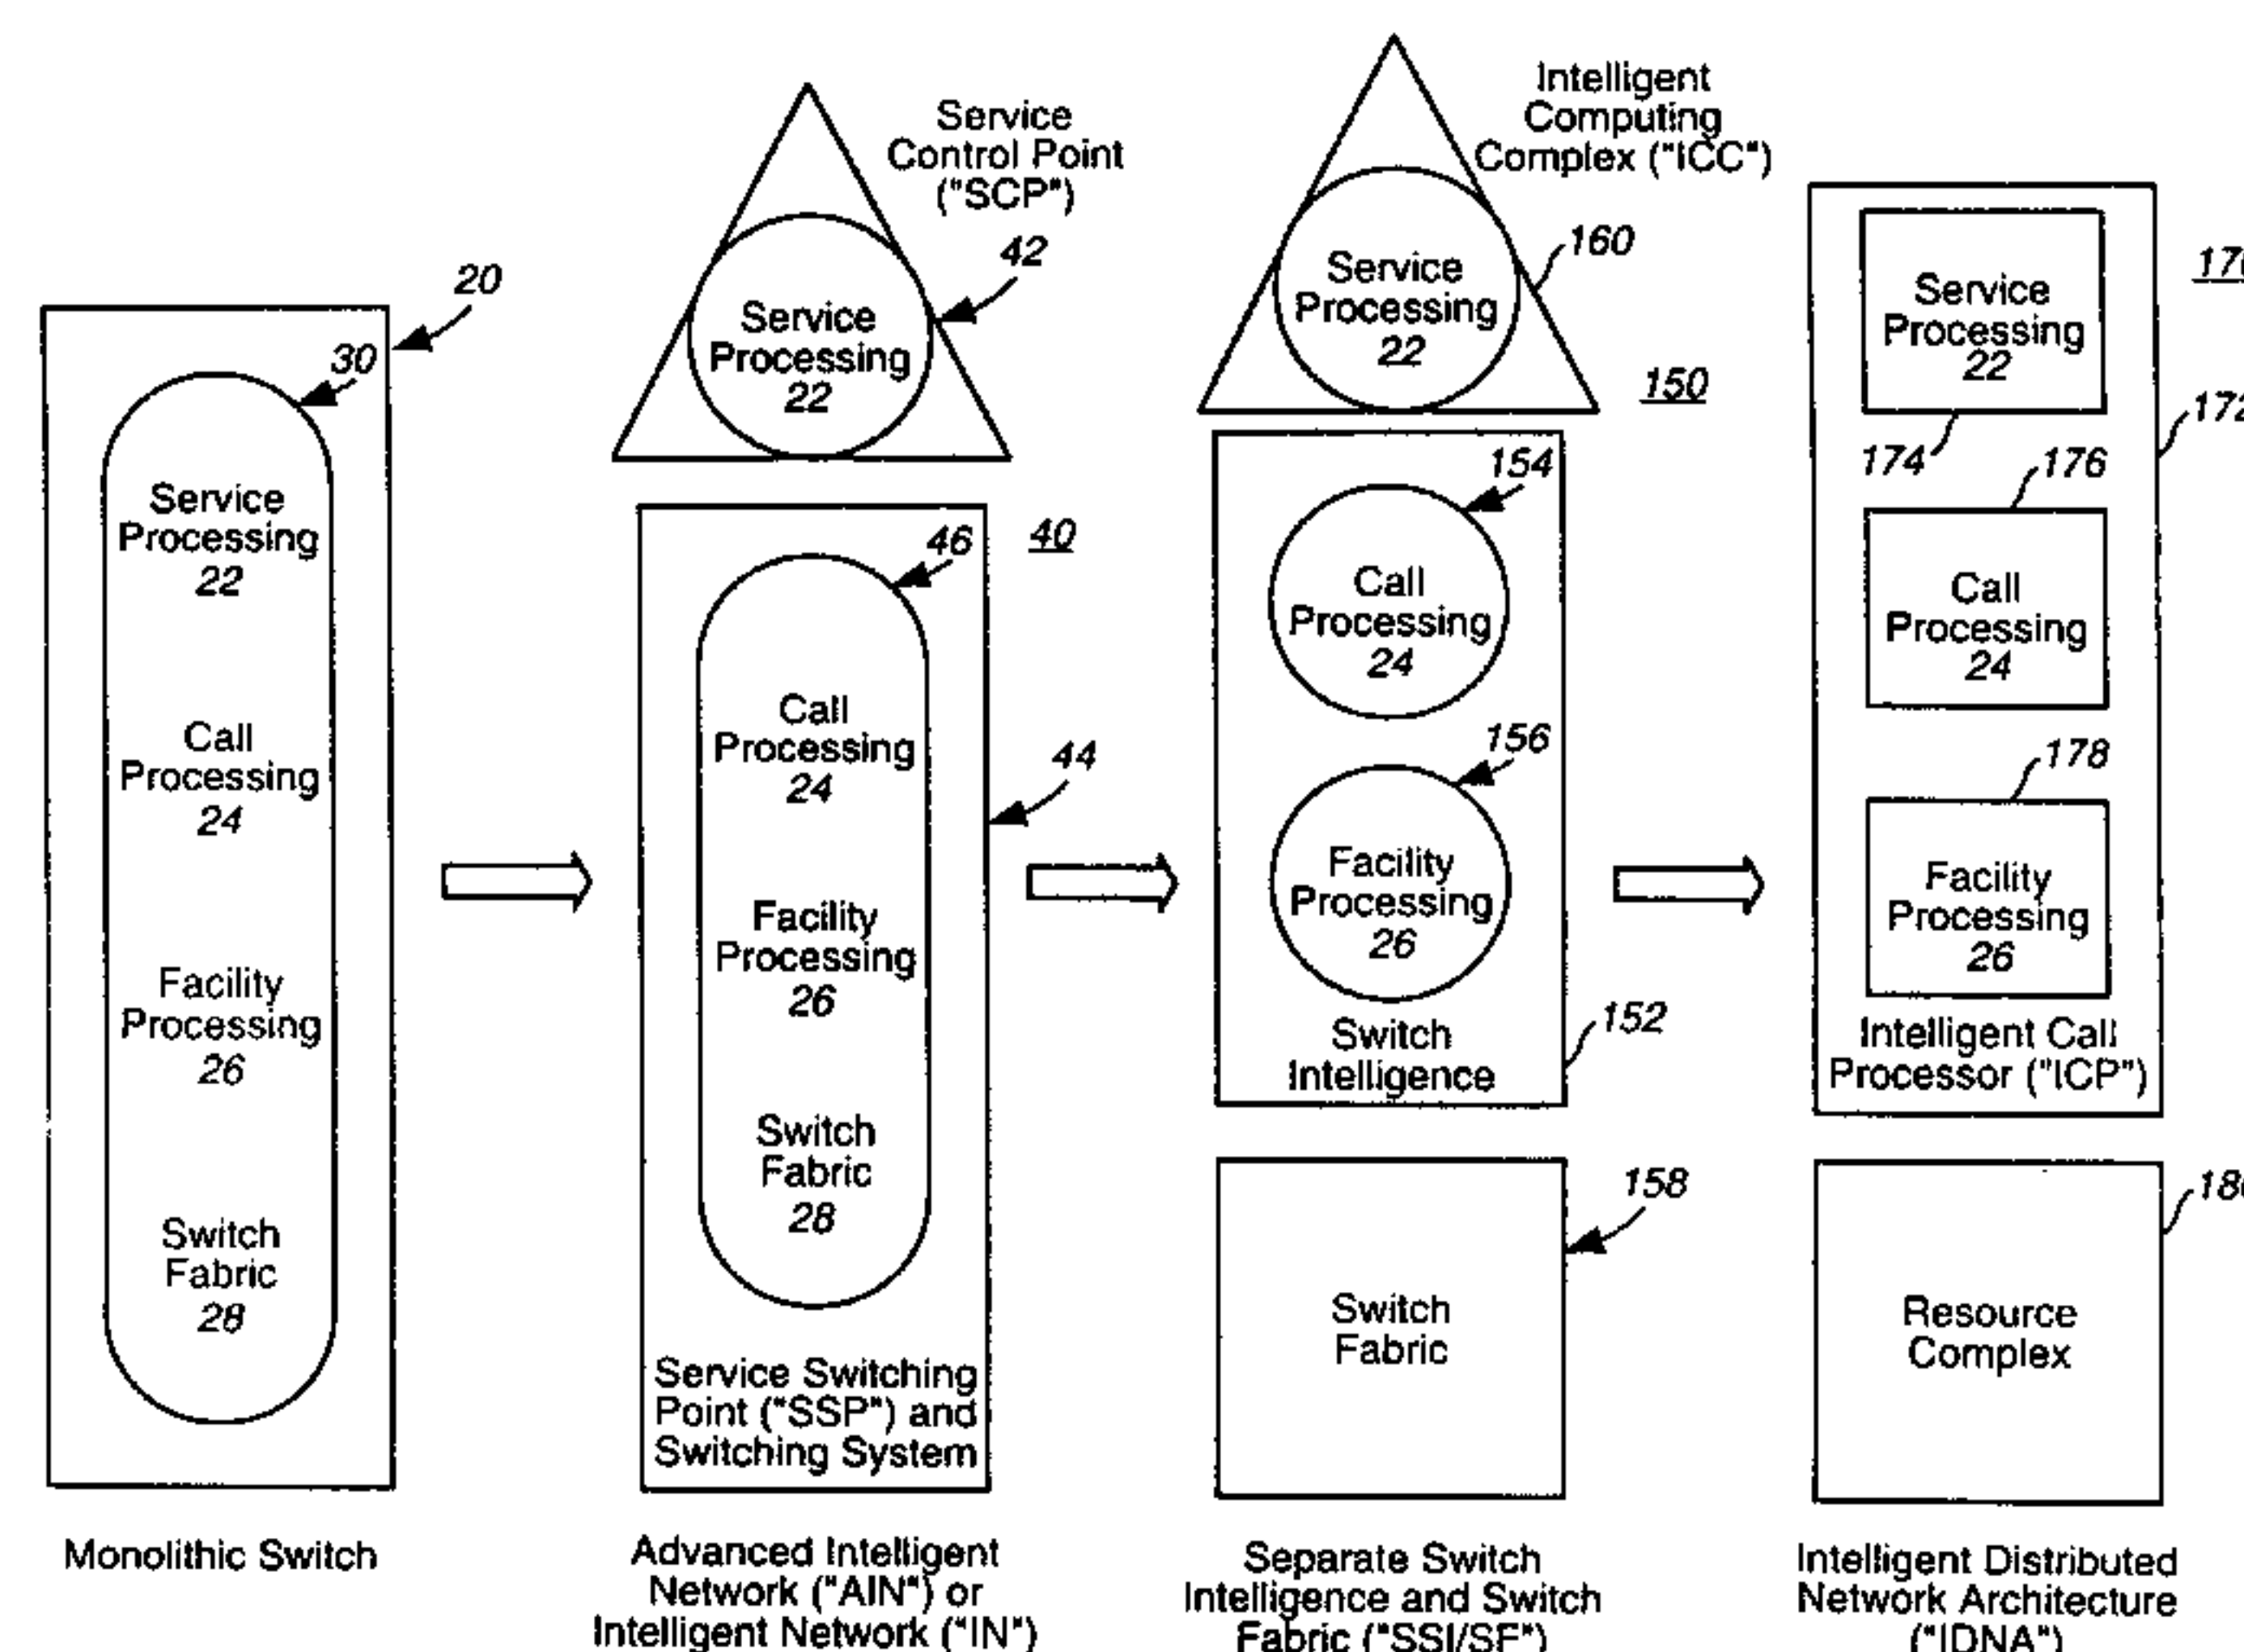 20
30
Service
Processing
22
Call
Processing
24
Facility
Processing
26
Switch
Fabric
28
Monolithic Switch
Service
Control Point
("SCP")
42
Service
Processing
22
40
46
Call
Processing
24
44
Facility
Processing
26
Switch
Fabric
28
Service Switching
Point ("SSP") and
Switching System
Advanced Intelligent
Network ("AIN") or
Intelligent Network ("IN")
Intelligent
Computing
Complex ("ICC")
160
Service
Processing
22
150
154
Call
Processing
24
156
Facility
Processing
26
Switch
Intelligence
152
158
Switch
Fabric
Separate Switch
Intelligence and Switch
Fabric ("SSI/SF")
Service
Processing
22
172
174
176
Call
Processing
24
178
Facility
Processing
26
Intelligent Call
Processor ("ICP")
Resource
Complex
Intelligent Distributed
Network Architecture
("IDNA")